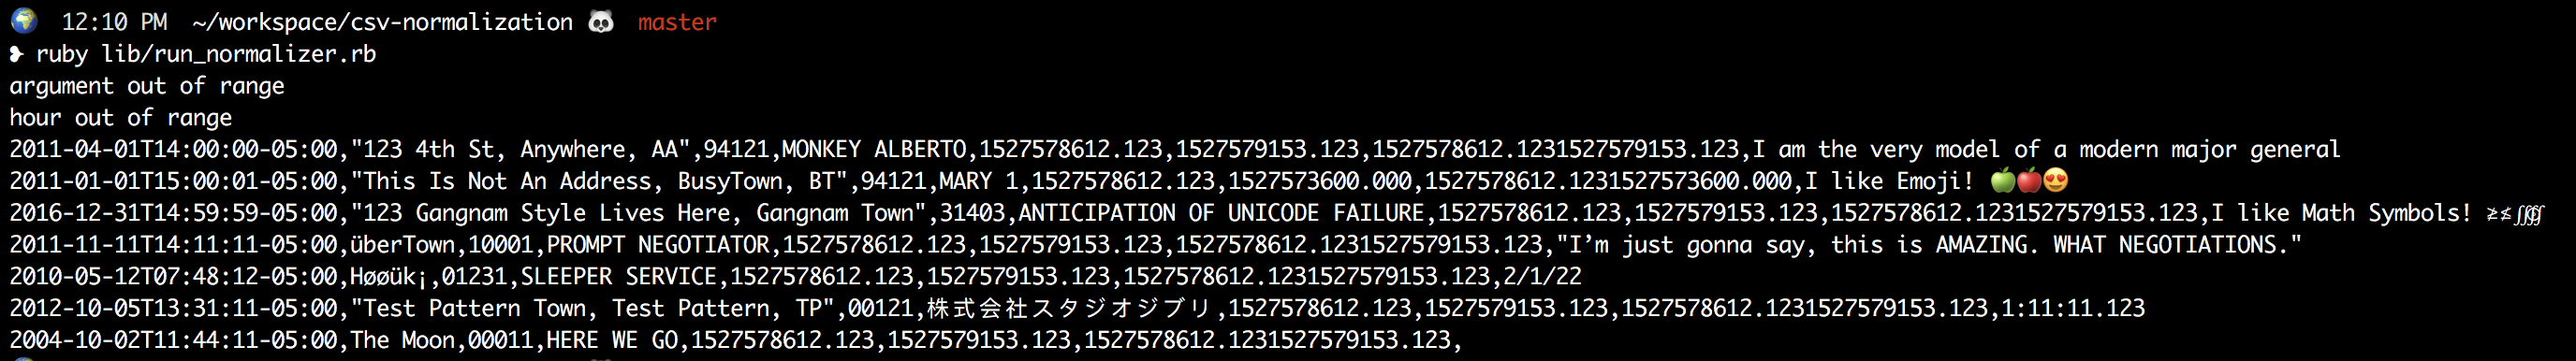 🌍 12:10 PM ~/workspace/csv-normalization 🐼 master
❥ ruby lib/run_normalizer.rb
argument out of range
hour out of range
2011-04-01T14:00:00-05:00,"123 4th St, Anywhere, AA",94121,MONKEY ALBERTO,1527578612.123,1527579153.123,1527578612.1231527579153.123,I am the very model of a modern major general
2011-01-01T15:00:01-05:00,"This Is Not An Address, BusyTown, BT",94121,MARY 1,1527578612.123,1527573600.000,1527578612.1231527573600.000,I like Emoji! 🍏🍎😍
2016-12-31T14:59:59-05:00,"123 Gangnam Style Lives Here, Gangnam Town",31403,ANTICIPATION OF UNICODE FAILURE,1527578612.123,1527579153.123,1527578612.1231527579153.123,I like Math Symbols! ≱≰⨌
2011-11-11T14:11:11-05:00,überTown,10001,PROMPT NEGOTIATOR,1527578612.123,1527579153.123,1527578612.1231527579153.123,"I’m just gonna say, this is AMAZING. WHAT NEGOTIATIONS."
2010-05-12T07:48:12-05:00,Høøük¡,01231,SLEEPER SERVICE,1527578612.123,1527579153.123,1527578612.1231527579153.123,2/1/22
2012-10-05T13:31:11-05:00,"Test Pattern Town, Test Pattern, TP",00121,株式会社スタジオジブリ,1527578612.123,1527579153.123,1527578612.1231527579153.123,1:11:11.123
2004-10-02T11:44:11-05:00,The Moon,00011,HERE WE GO,1527578612.123,1527579153.123,1527578612.1231527579153.123,